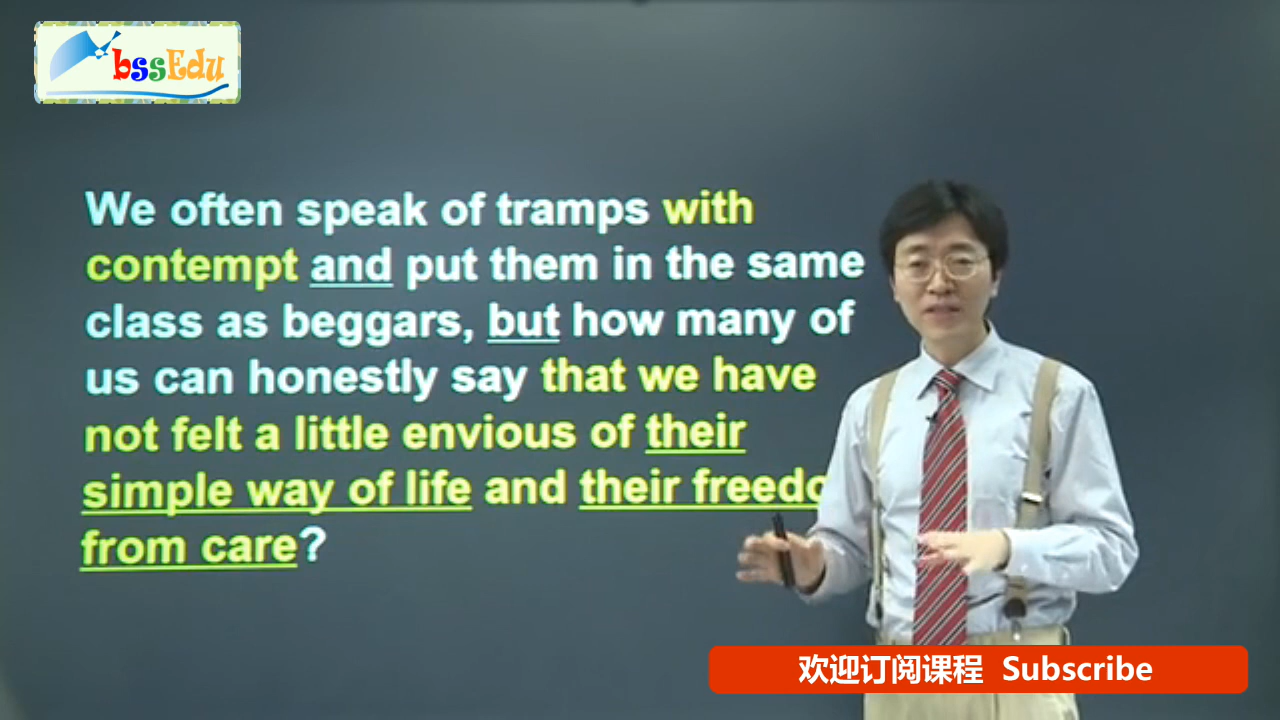 bssEdu
We often speak of tramps with
contempt and put them in the same
class as beggars, but how many of
us can honestly say that we have
not felt a little envious of their
simple way of life and their freedo
from care?
欢迎订阅课程 Subscribe